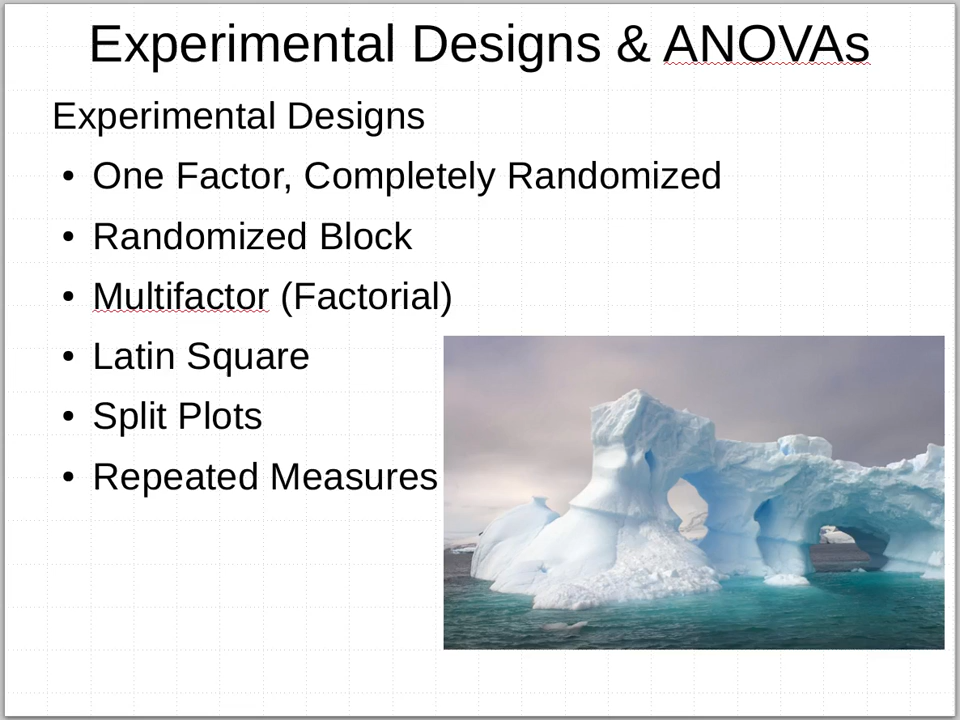 Experimental Designs & ANOVAs
Experimental Designs
• One Factor, Completely Randomized
• Randomized Block
• Multifactor (Factorial)
• Latin Square
• Split Plots
• Repeated Measures